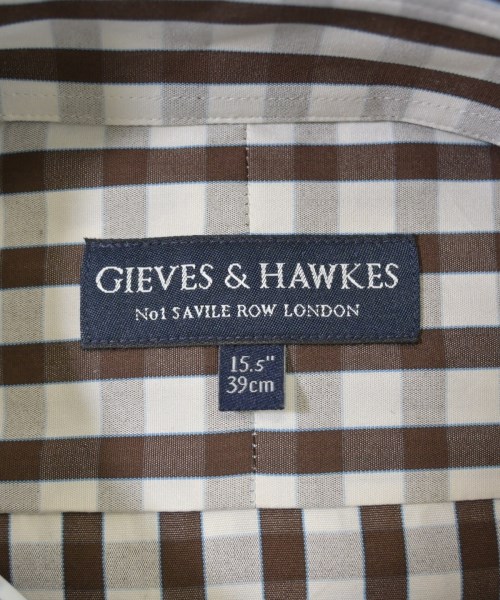 GIEVES & HAWKES
No1 SAVILE ROW LONDON
15.5"
39cm